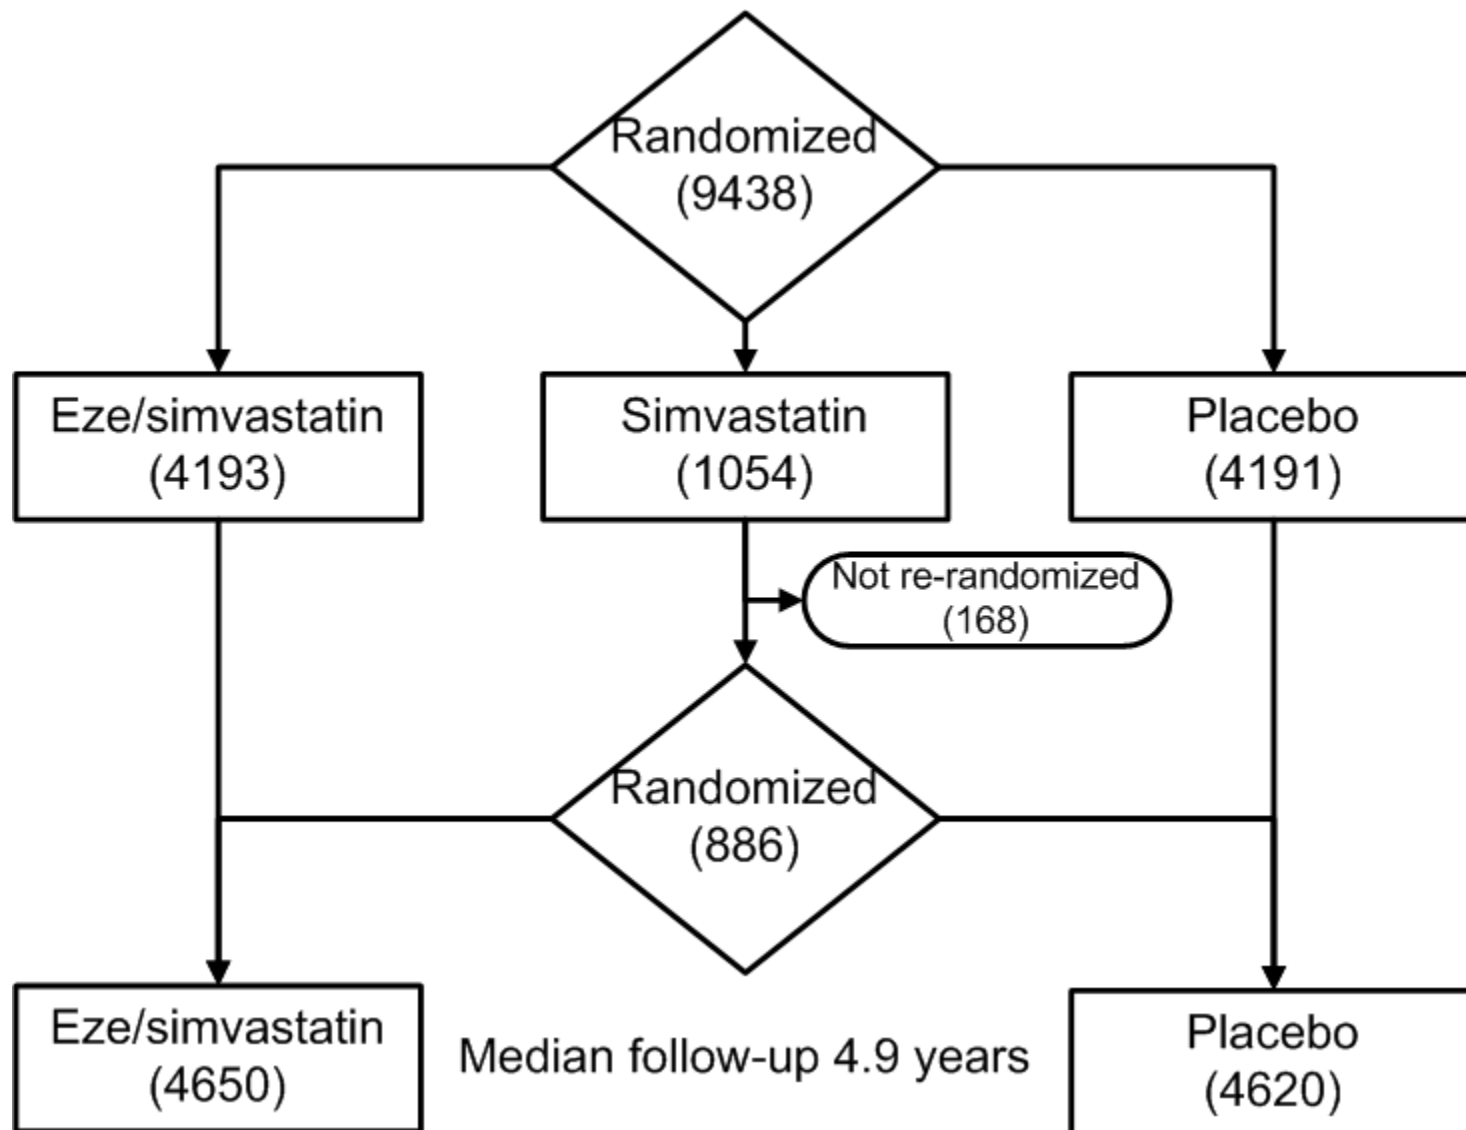 Randomized
(9438)
Eze/simvastatin
(4193)
Simvastatin
(1054)
Placebo
(4191)
Not re-randomized
(168)
Randomized
(886)
Eze/simvastatin
(4650)
Median follow-up 4.9 years
Placebo
(4620)